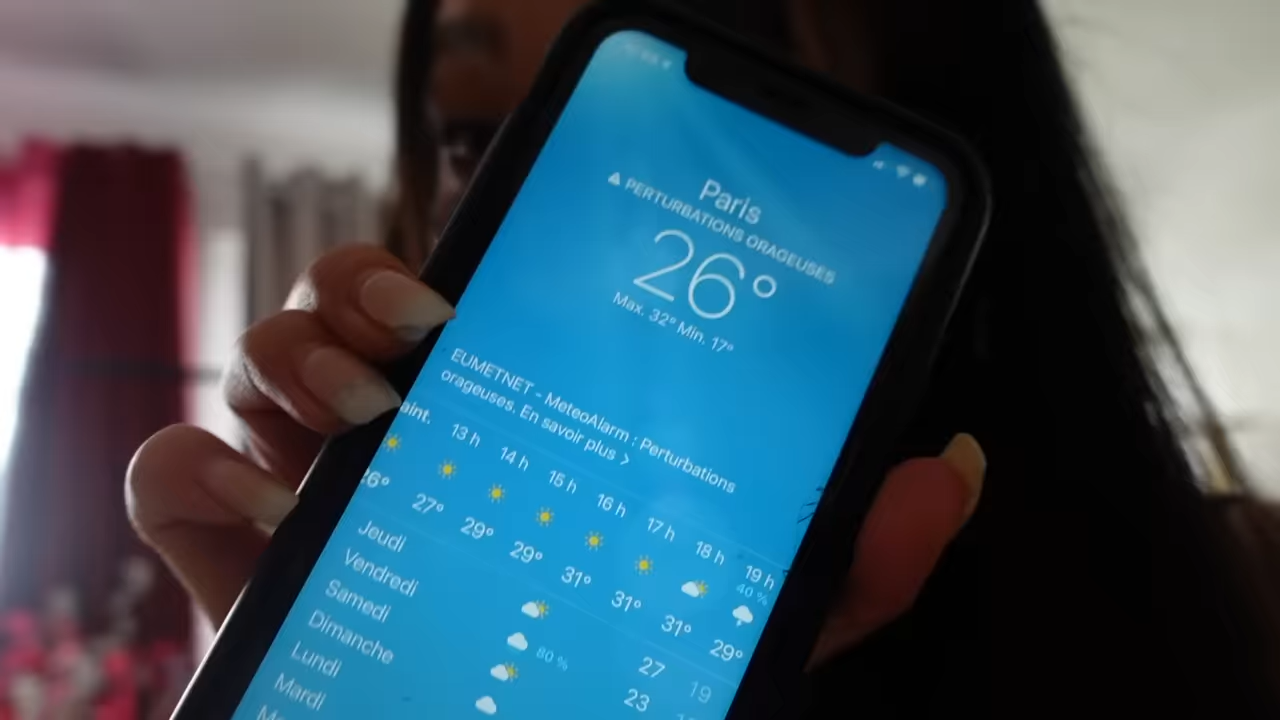 Paris
PERTURBATIONS ORAGEUSES
26°
Max. 32° Min. 17°
EUMETNET - MeteoAlarm : Perturbations
orageuses. En savoir plus >
aint. 13 h 14 h 15 h 16 h 17 h 18 h 19 h
40 %
26° 27° 29° 29° 31° 31° 31° 29°
Jeudi 27 19
Vendredi 80 % 23
Samedi
Dimanche
Lundi
Mardi